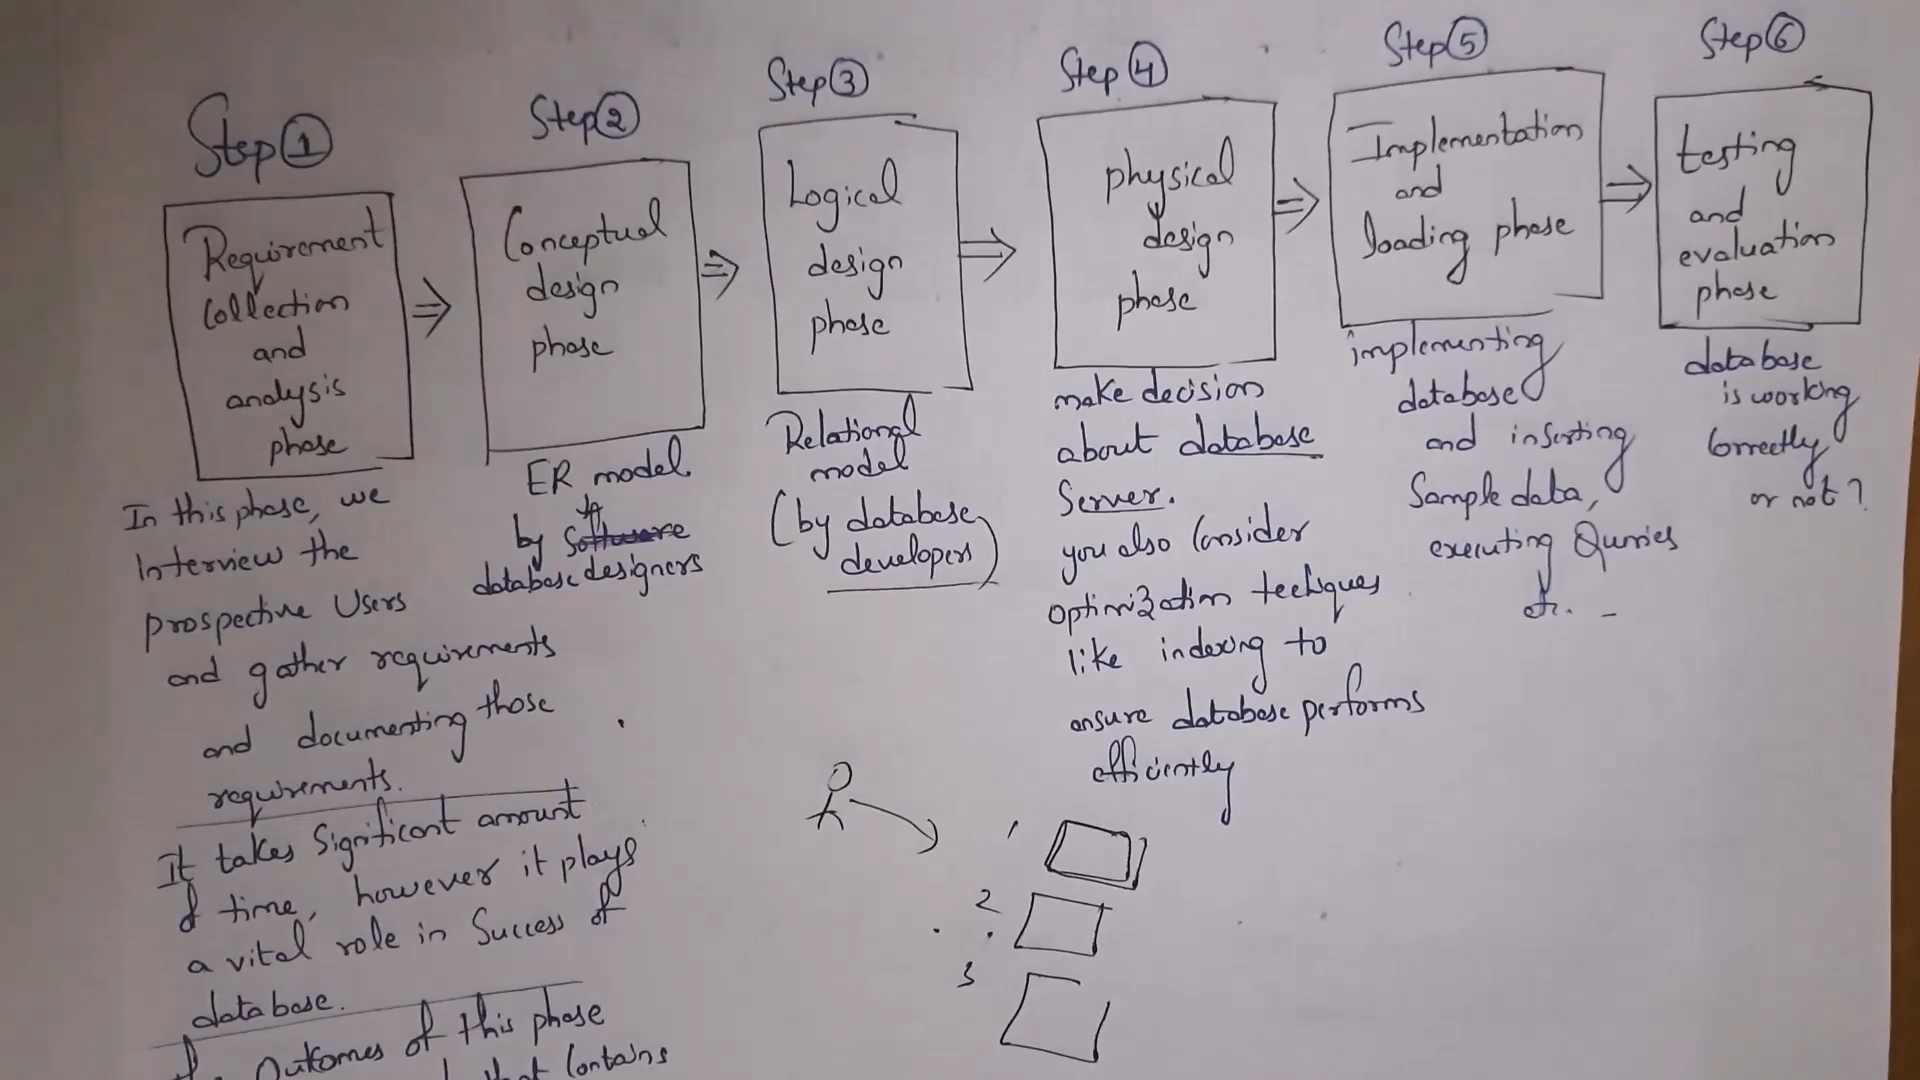 Step 1
Requirement
Collection
and
analysis
phase
In this phase, we
Interview the
prospective Users
and gather requirements
and documenting those
requirements.
It takes Significant amount
of time, however it plays
a vital role in Success of
database.
Outcomes of this phase
that Contains
Step 2
Conceptual
design
phase
ER model
by Software
database designers
Step 3
Logical
design
phase
Relational
model
(by database
developers)
Step 4
physical
design
phase
make decision
about database
Server.
you also Consider
optimization techiques
like indexing to
ensure database performs
efficiently
1
2
3
Step 5
Implementation
and
loading phase
implementing
database
and inserting
Sample data,
executing Quries
etc. -
Step 6
testing
and
evaluation
phase
database
is working
Correctly
or not?